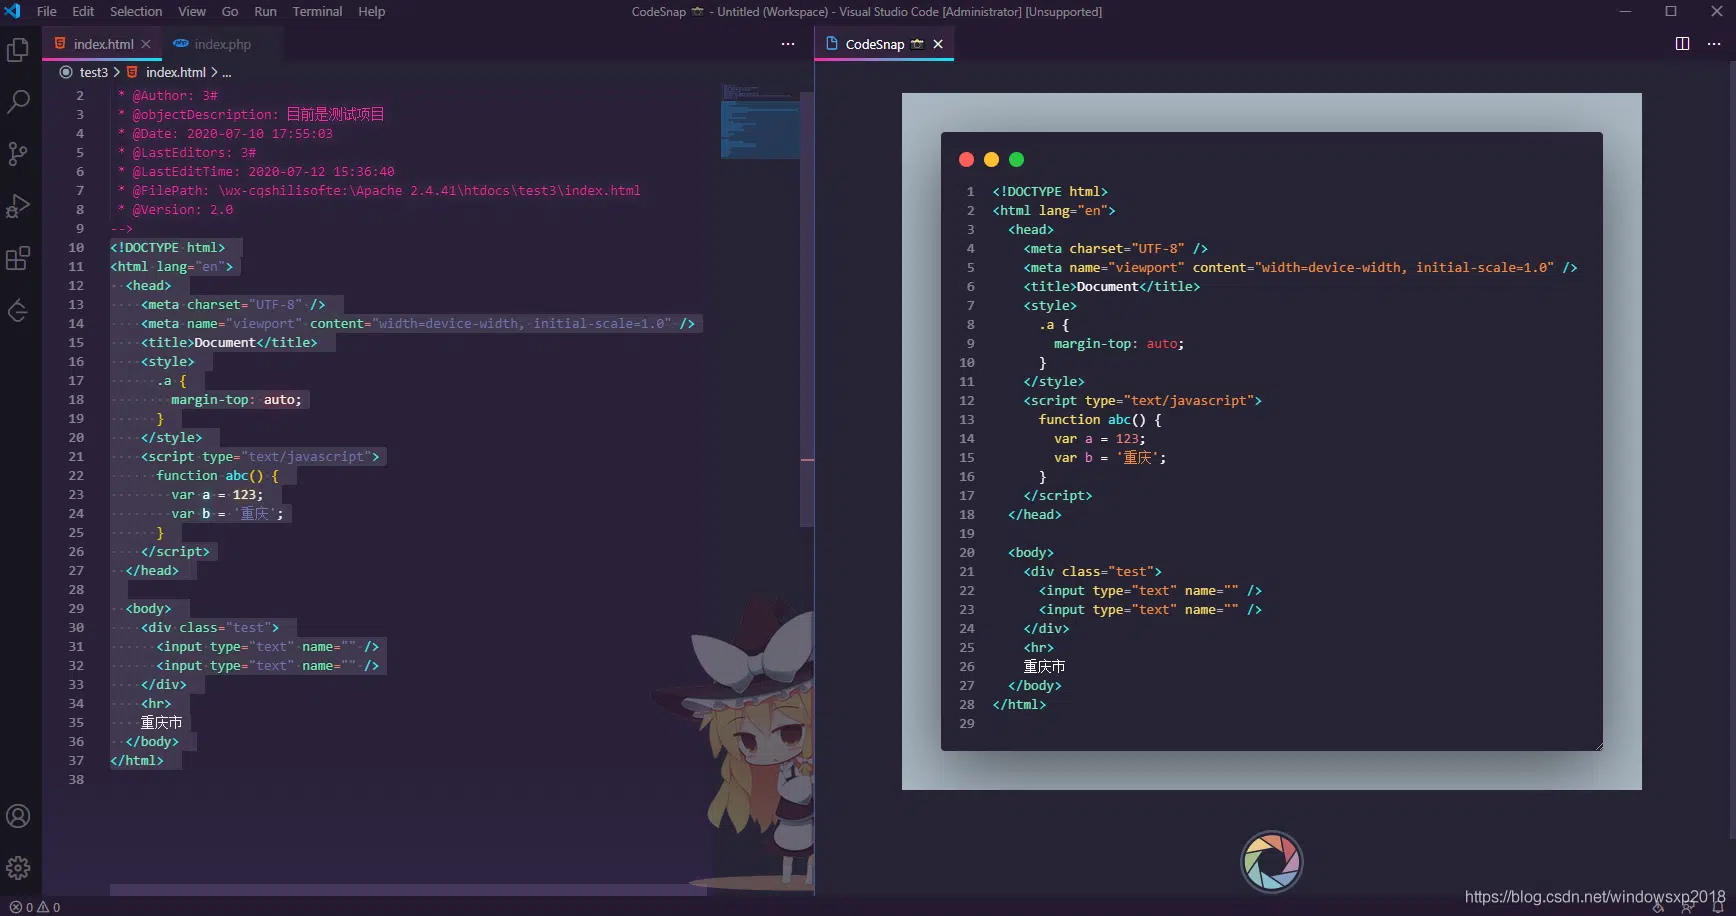 File Edit Selection View Go Run Terminal Help
CodeSnap 📸 - Untitled (Workspace) - Visual Studio Code [Administrator] [Unsupported]
index.html
index.php
test3 > index.html > ...
2 * @Author: 3#
3 * @objectDescription: 目前是测试项目
4 * @Date: 2020-07-10 17:55:03
5 * @LastEditors: 3#
6 * @LastEditTime: 2020-07-12 15:36:40
7 * @FilePath: \wx-cqshilisofte:\Apache 2.4.41\htdocs\test3\index.html
8 * @Version: 2.0
9 -->
10 <!DOCTYPE html>
11 <html lang="en">
12 <head>
13 <meta charset="UTF-8" />
14 <meta name="viewport" content="width=device-width, initial-scale=1.0" />
15 <title>Document</title>
16 <style>
17 .a {
18 margin-top: auto;
19 }
20 </style>
21 <script type="text/javascript">
22 function abc() {
23 var a = 123;
24 var b = '重庆';
25 }
26 </script>
27 </head>
28
29 <body>
30 <div class="test">
31 <input type="text" name="" />
32 <input type="text" name="" />
33 </div>
34 <hr>
35 重庆市
36 </body>
37 </html>
38
CodeSnap 📸
1 <!DOCTYPE html>
2 <html lang="en">
3 <head>
4 <meta charset="UTF-8" />
5 <meta name="viewport" content="width=device-width, initial-scale=1.0" />
6 <title>Document</title>
7 <style>
8 .a {
9 margin-top: auto;
10 }
11 </style>
12 <script type="text/javascript">
13 function abc() {
14 var a = 123;
15 var b = '重庆';
16 }
17 </script>
18 </head>
19
20 <body>
21 <div class="test">
22 <input type="text" name="" />
23 <input type="text" name="" />
24 </div>
25 <hr>
26 重庆市
27 </body>
28 </html>
29
0 0
https://blog.csdn.net/windowsxp2018